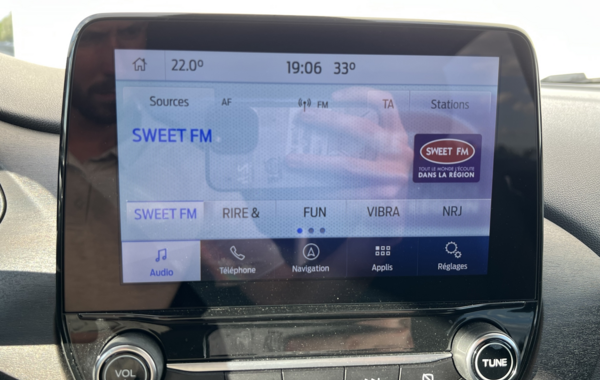 22.0° 19:06 33°
Sources AF FM TA Stations
SWEET FM
SWEET FM
TOUT LE MONDE L'ÉCOUTE
DANS LA RÉGION
SWEET FM RIRE & FUN VIBRA NRJ
Audio Téléphone Navigation Applis Réglages
VOL TUNE